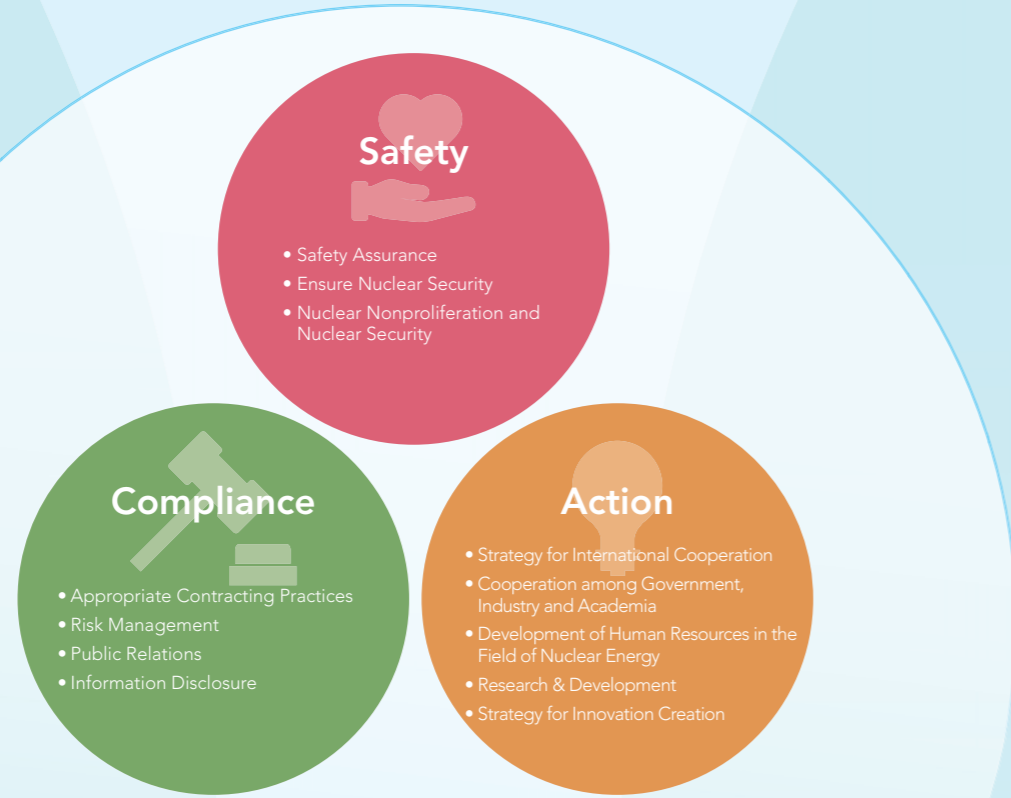 Safety
• Safety Assurance
• Ensure Nuclear Security
• Nuclear Nonproliferation and
Nuclear Security
Compliance
• Appropriate Contracting Practices
• Risk Management
• Public Relations
• Information Disclosure
Action
• Strategy for International Cooperation
• Cooperation among Government,
Industry and Academia
• Development of Human Resources in the
Field of Nuclear Energy
• Research & Development
• Strategy for Innovation Creation